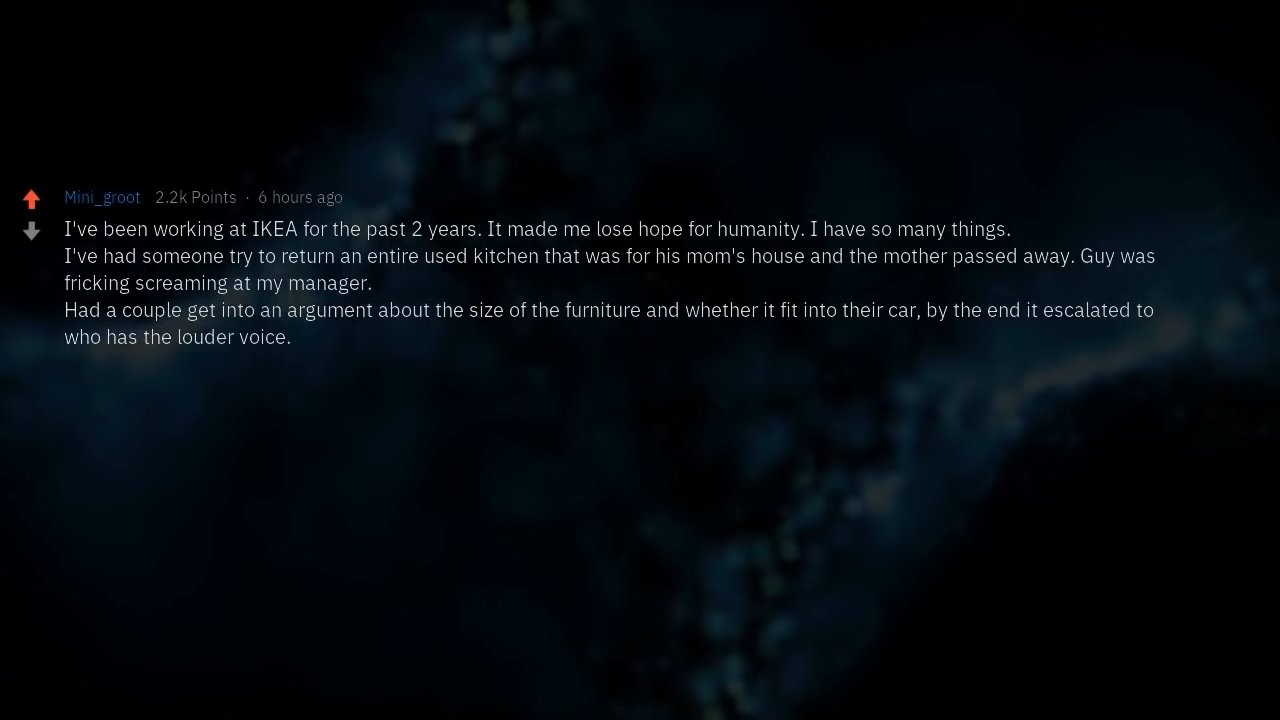 Mini_groot 2.2k Points · 6 hours ago
I've been working at IKEA for the past 2 years. It made me lose hope for humanity. I have so many things.
I've had someone try to return an entire used kitchen that was for his mom's house and the mother passed away. Guy was
fricking screaming at my manager.
Had a couple get into an argument about the size of the furniture and whether it fit into their car, by the end it escalated to
who has the louder voice.